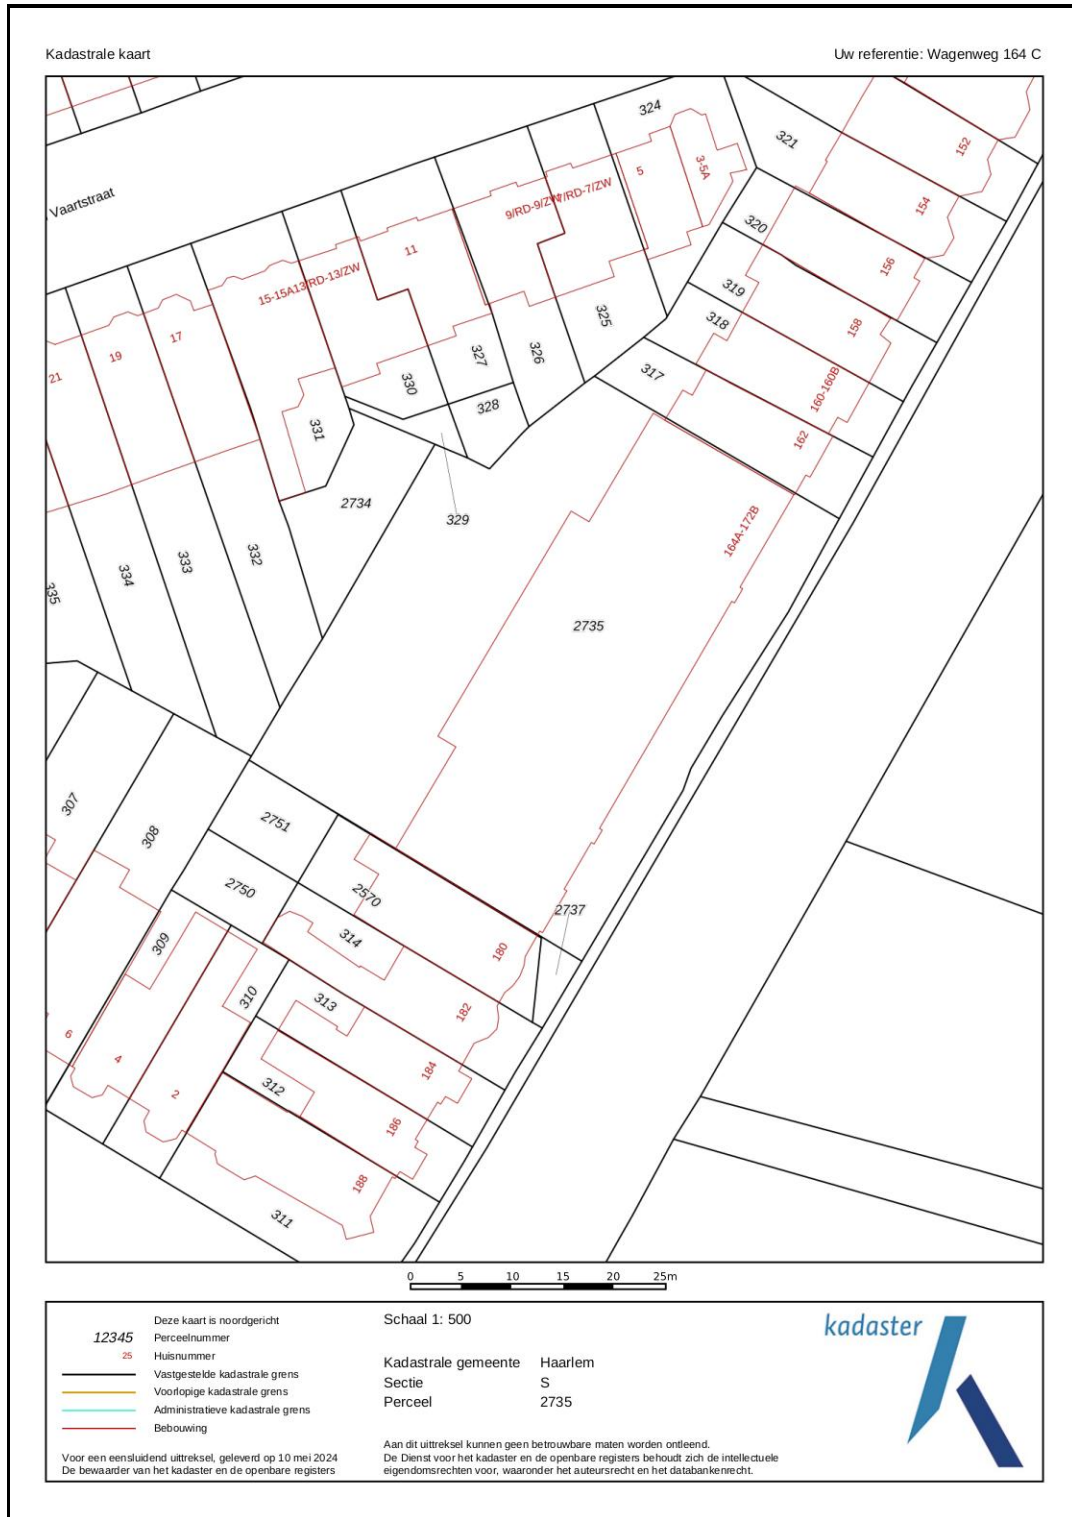 Kadastrale kaart
Uw referentie: Wagenweg 164 C
324
321
152
5
3-5A
Vaartstraat
154
9/RD-9/ZW
7/RD-7/ZW
320
11
156
15-15A
13/RD-13/ZW
319
325
318
158
17
19
327
326
21
317
330
160-160B
328
331
162
2734
329
164A-172B
332
333
334
335
2735
307
308
2751
2750
2570
2737
314
309
180
310
313
182
6
4
184
312
2
186
188
311
0 5 10 15 20 25m
Deze kaart is noordgericht
12345 Perceelnummer
25 Huisnummer
Vastgestelde kadastrale grens
Voorlopige kadastrale grens
Administratieve kadastrale grens
Bebouwing
Voor een eensluidend uittreksel, geleverd op 10 mei 2024
De bewaarder van het kadaster en de openbare registers
Schaal 1: 500
Kadastrale gemeente Haarlem
Sectie S
Perceel 2735
Aan dit uittreksel kunnen geen betrouwbare maten worden ontleend.
De Dienst voor het kadaster en de openbare registers behoudt zich de intellectuele
eigendomsrechten voor, waaronder het auteursrecht en het databankenrecht.
kadaster